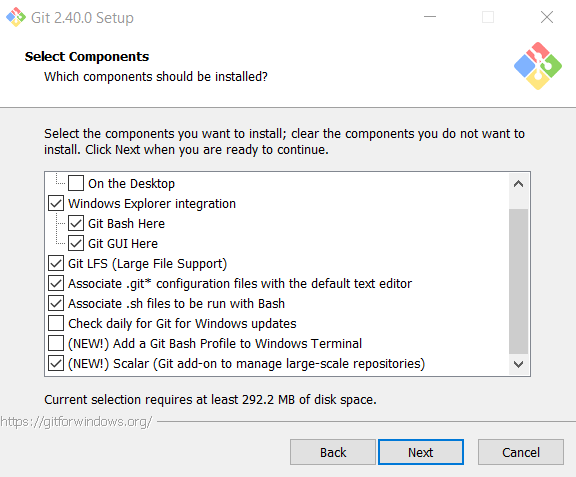 Git 2.40.0 Setup
Select Components
Which components should be installed?
Select the components you want to install; clear the components you do not want to
install. Click Next when you are ready to continue.
On the Desktop
Windows Explorer integration
Git Bash Here
Git GUI Here
Git LFS (Large File Support)
Associate .git* configuration files with the default text editor
Associate .sh files to be run with Bash
Check daily for Git for Windows updates
(NEW!) Add a Git Bash Profile to Windows Terminal
(NEW!) Scalar (Git add-on to manage large-scale repositories)
Current selection requires at least 292.2 MB of disk space.
https://gitforwindows.org/
Back Next Cancel